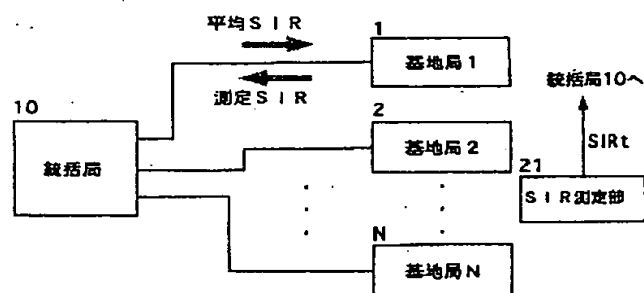 平均SIR
測定SIR
1
基地局1
10
統括局
2
基地局2
N
基地局N
統括局10へ
SIRt
21
SIR測定部